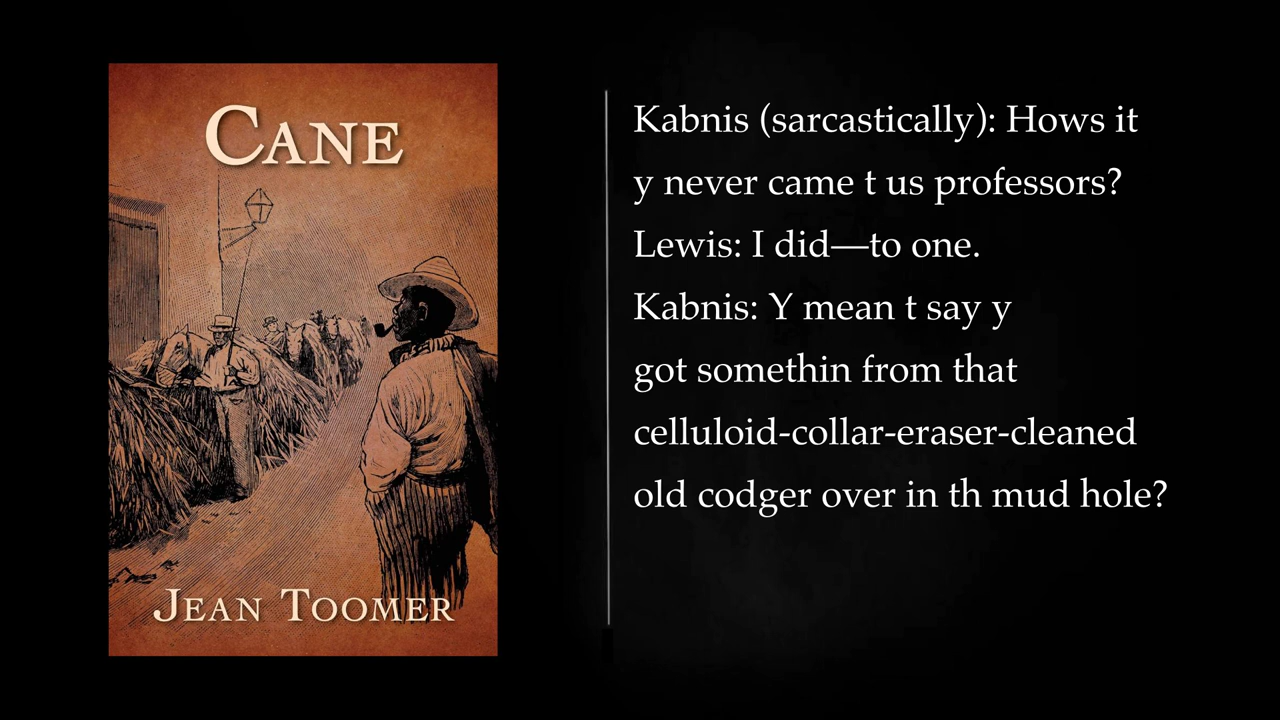 CANE
JEAN TOOMER
Kabnis (sarcastically): Hows it
y never came t us professors?
Lewis: I did—to one.
Kabnis: Y mean t say y
got somethin from that
celluloid-collar-eraser-cleaned
old codger over in th mud hole?